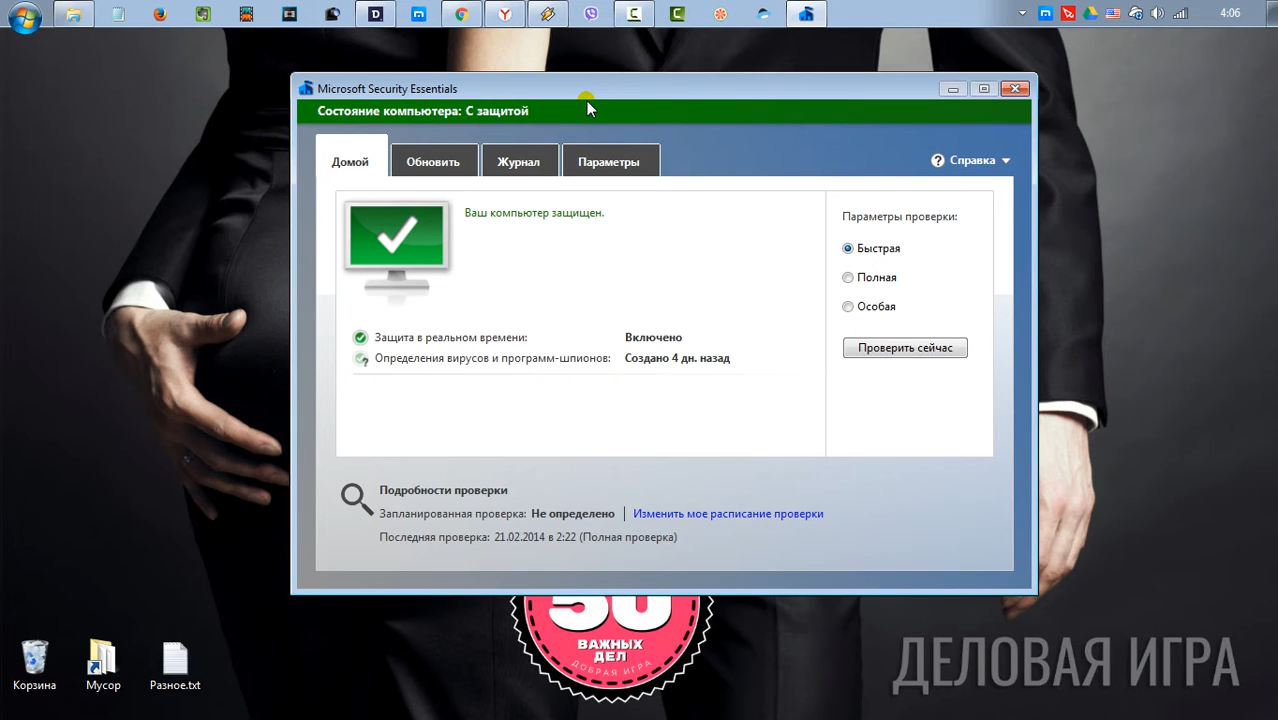 4:06
Microsoft Security Essentials
Состояние компьютера: С защитой
Домой
Обновить
Журнал
Параметры
Справка
Ваш компьютер защищен.
Защита в реальном времени: Включено
Определения вирусов и программ-шпионов: Создано 4 дн. назад
Параметры проверки:
Быстрая
Полная
Особая
Проверить сейчас
Подробности проверки
Запланированная проверка: Не определено | Изменить мое расписание проверки
Последняя проверка: 21.02.2014 в 2:22 (Полная проверка)
50
ВАЖНЫХ
ДЕЛ
ДОБРАЯ ИГРА
ДЕЛОВАЯ ИГРА
Корзина
Мусор
Разное.txt